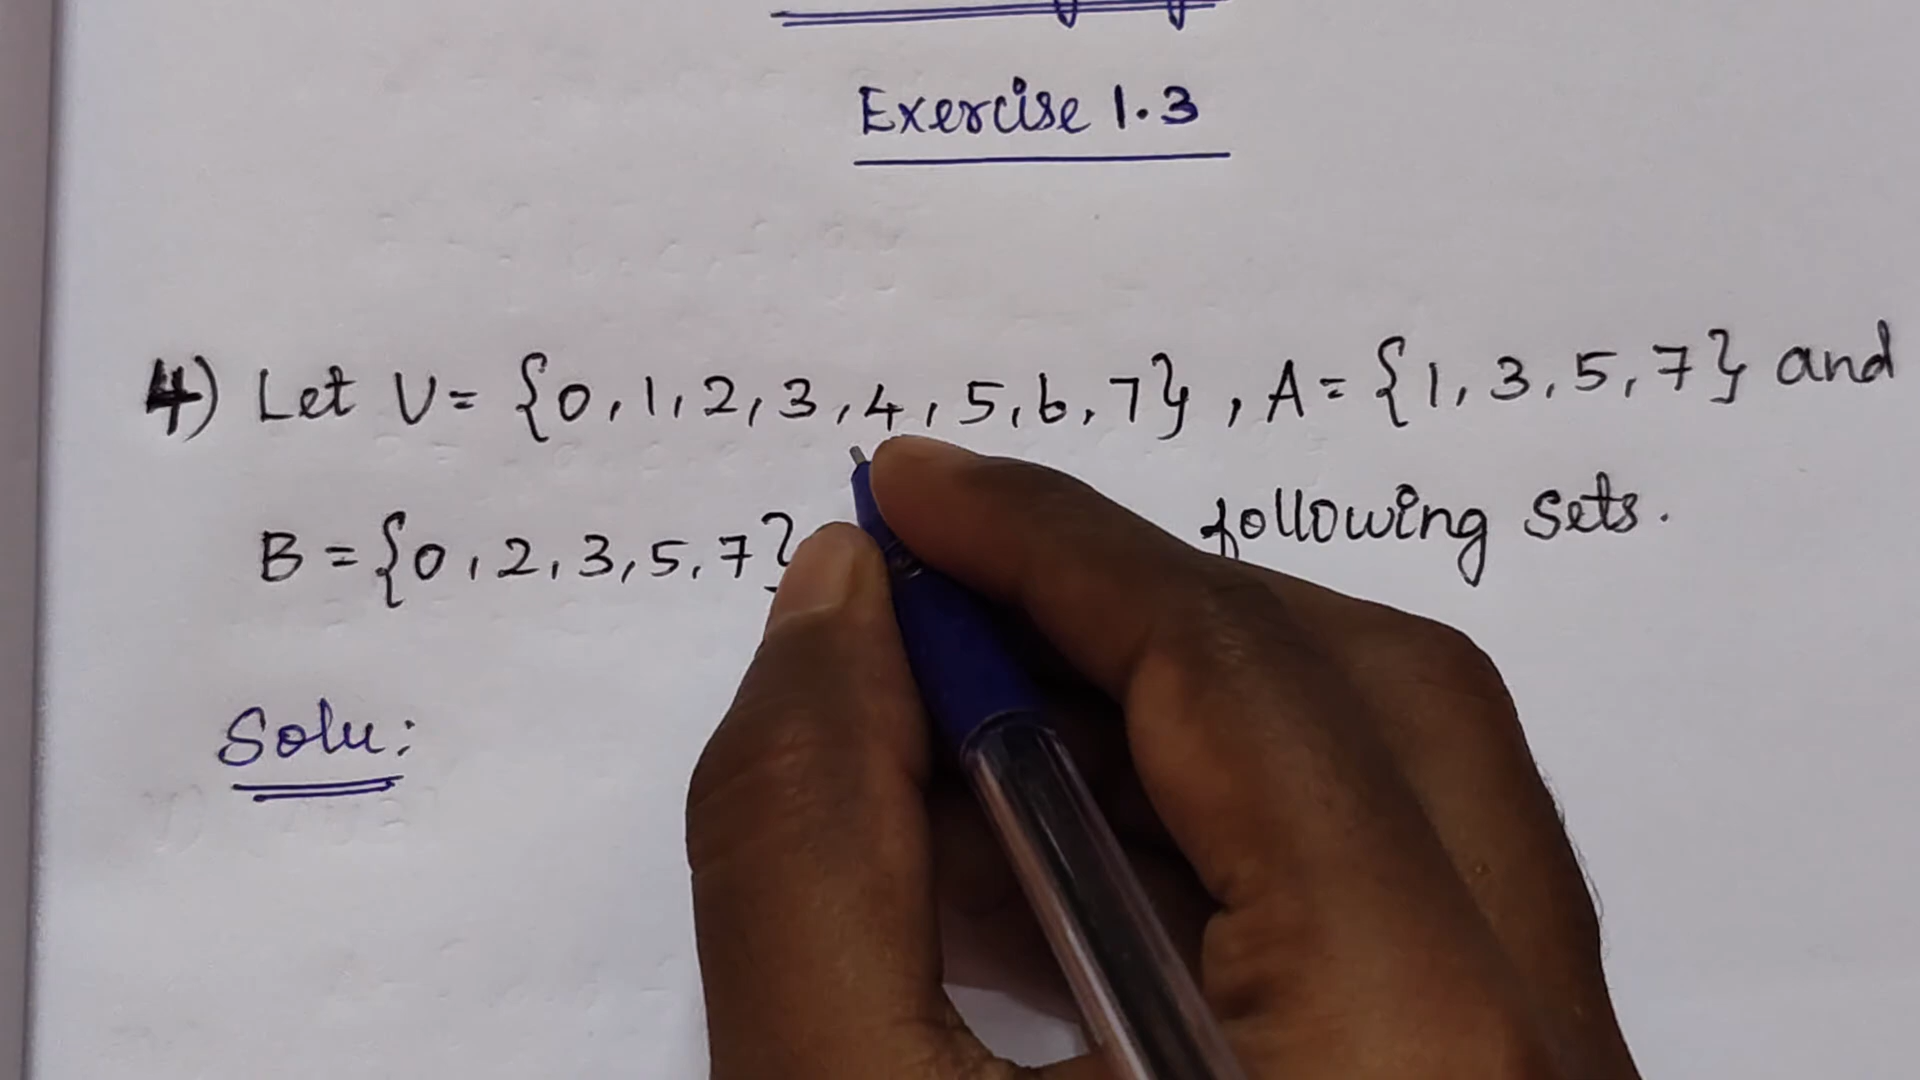 Exercise 1.3
4) Let U = {0, 1, 2, 3, 4, 5, 6, 7}, A = {1, 3, 5, 7} and
B = {0, 2, 3, 5, 7} following sets.
Solu: